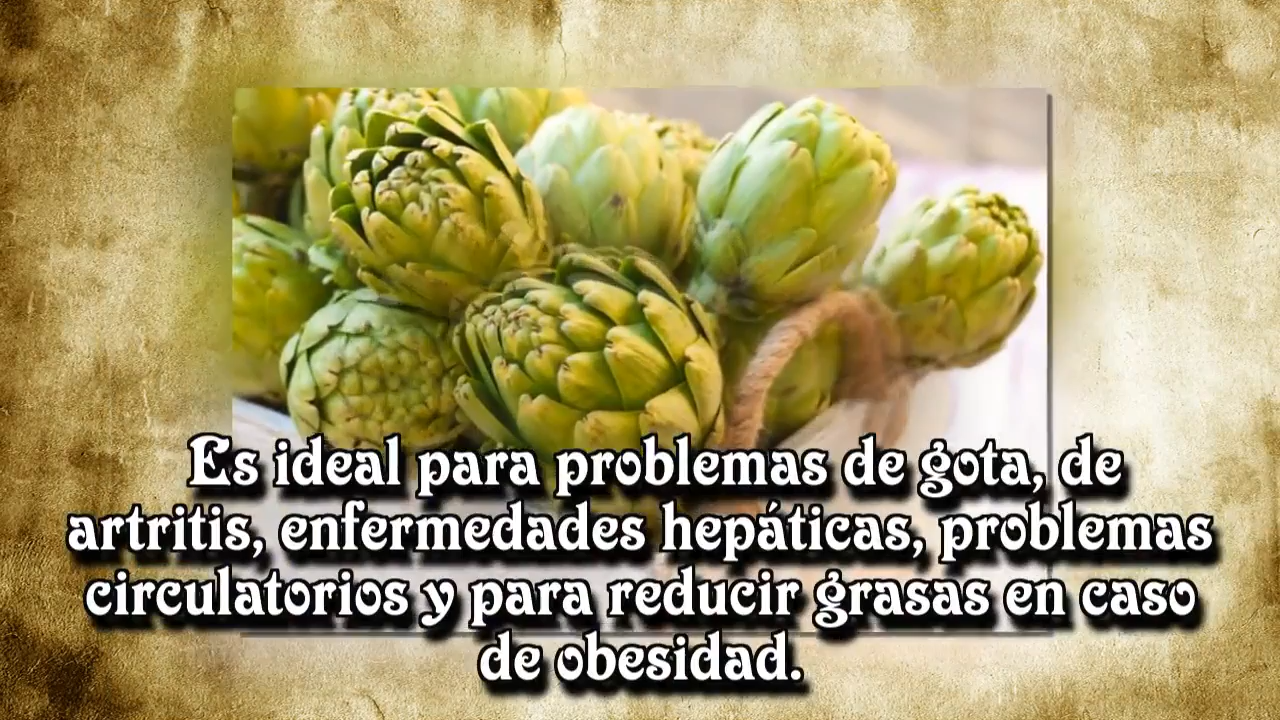 Es ideal para problemas de gota, de
artritis, enfermedades hepáticas, problemas
circulatorios y para reducir grasas en caso
de obesidad.